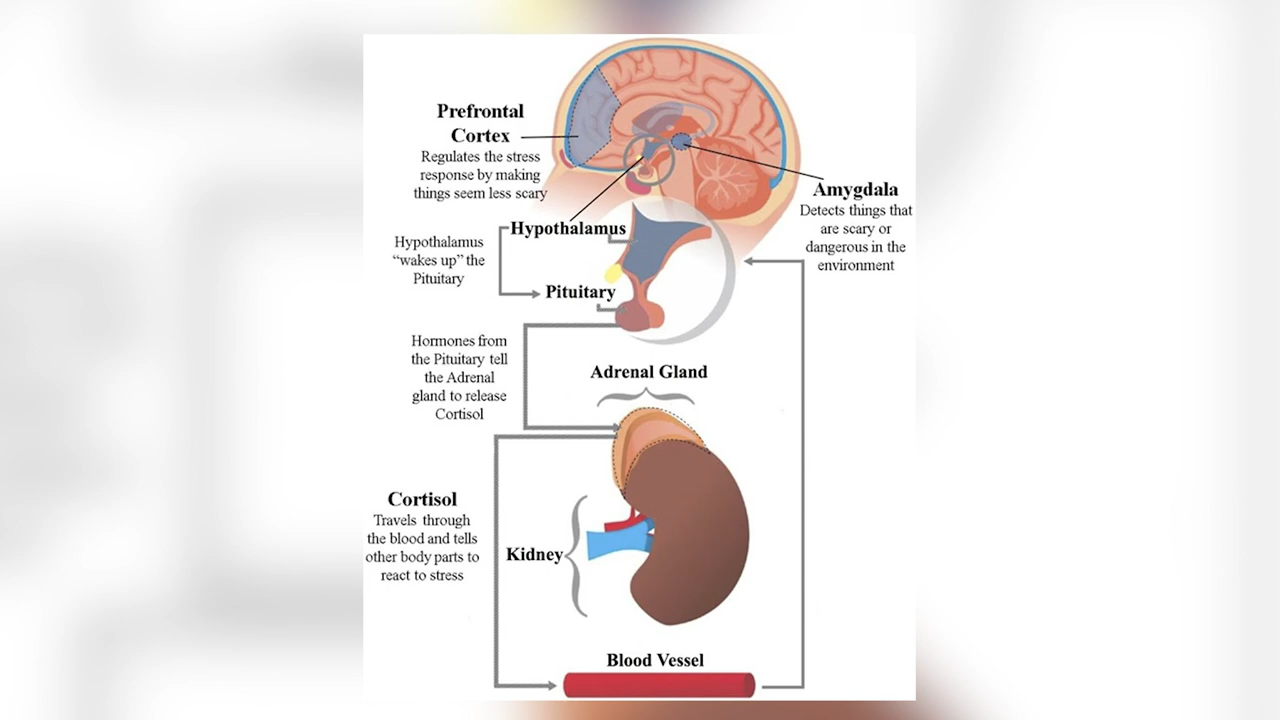 Prefrontal
Cortex
Regulates the stress
response by making
things seem less scary
Amygdala
Detects things that
are scary or
dangerous in the
environment
Hypothalamus
Hypothalamus
“wakes up” the
Pituitary
Pituitary
Hormones from
the Pituitary tell
the Adrenal
gland to release
Cortisol
Adrenal Gland
Cortisol
Travels through
the blood and tells
other body parts to
react to stress
Kidney
Blood Vessel